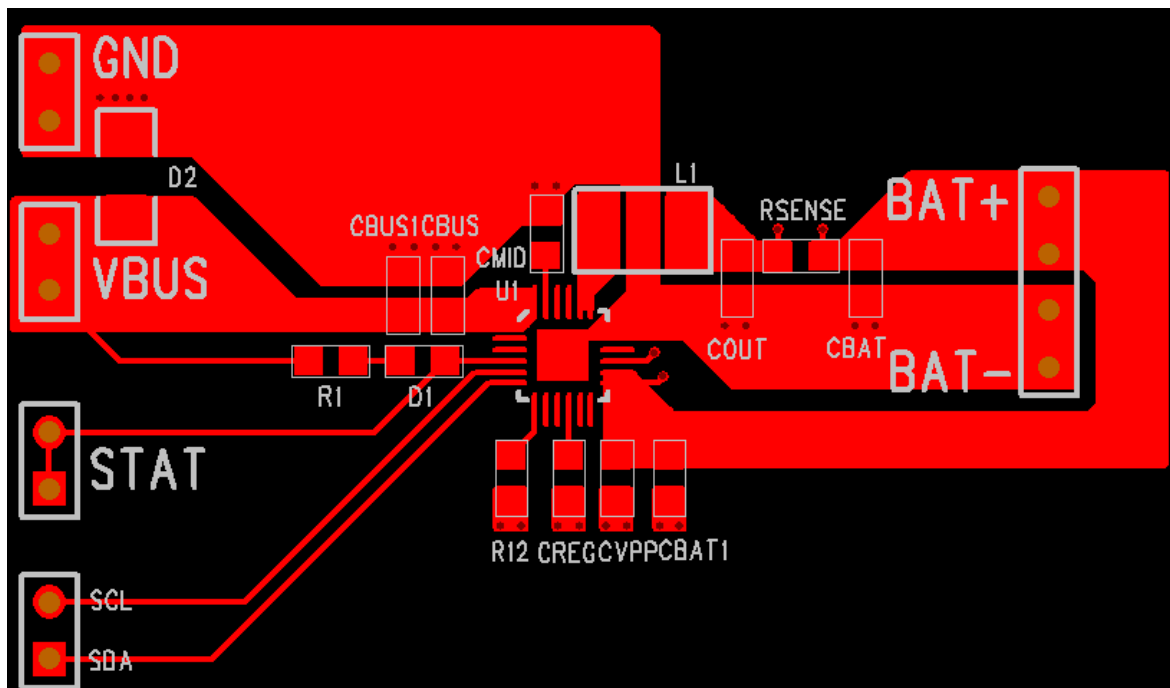 GND
D2
L1
RSENSE
BAT+
CBUS1CBUS
CMID
VBUS
U1
COUT
CBAT
BAT-
R1
D1
STAT
R12
CREGCVPPCBAT1
SCL
SDA